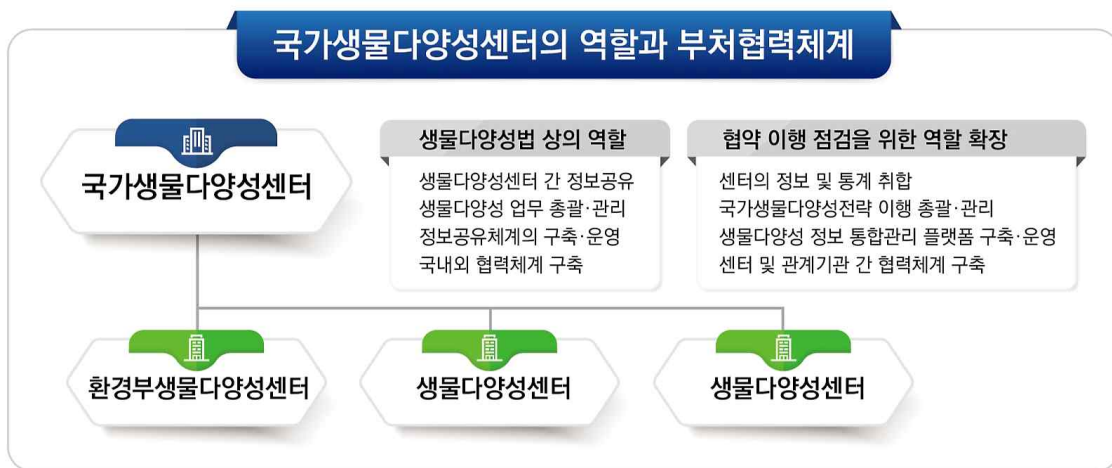 국가생물다양성센터의 역할과 부처협력체계
국가생물다양성센터
생물다양성법 상의 역할
생물다양성센터 간 정보공유
생물다양성 업무 총괄·관리
정보공유체계의 구축·운영
국내외 협력체계 구축
협약 이행 점검을 위한 역할 확장
센터의 정보 및 통계 취합
국가생물다양성전략 이행 총괄·관리
생물다양성 정보 통합관리 플랫폼 구축·운영
센터 및 관계기관 간 협력체계 구축
환경부생물다양성센터
생물다양성센터
생물다양성센터